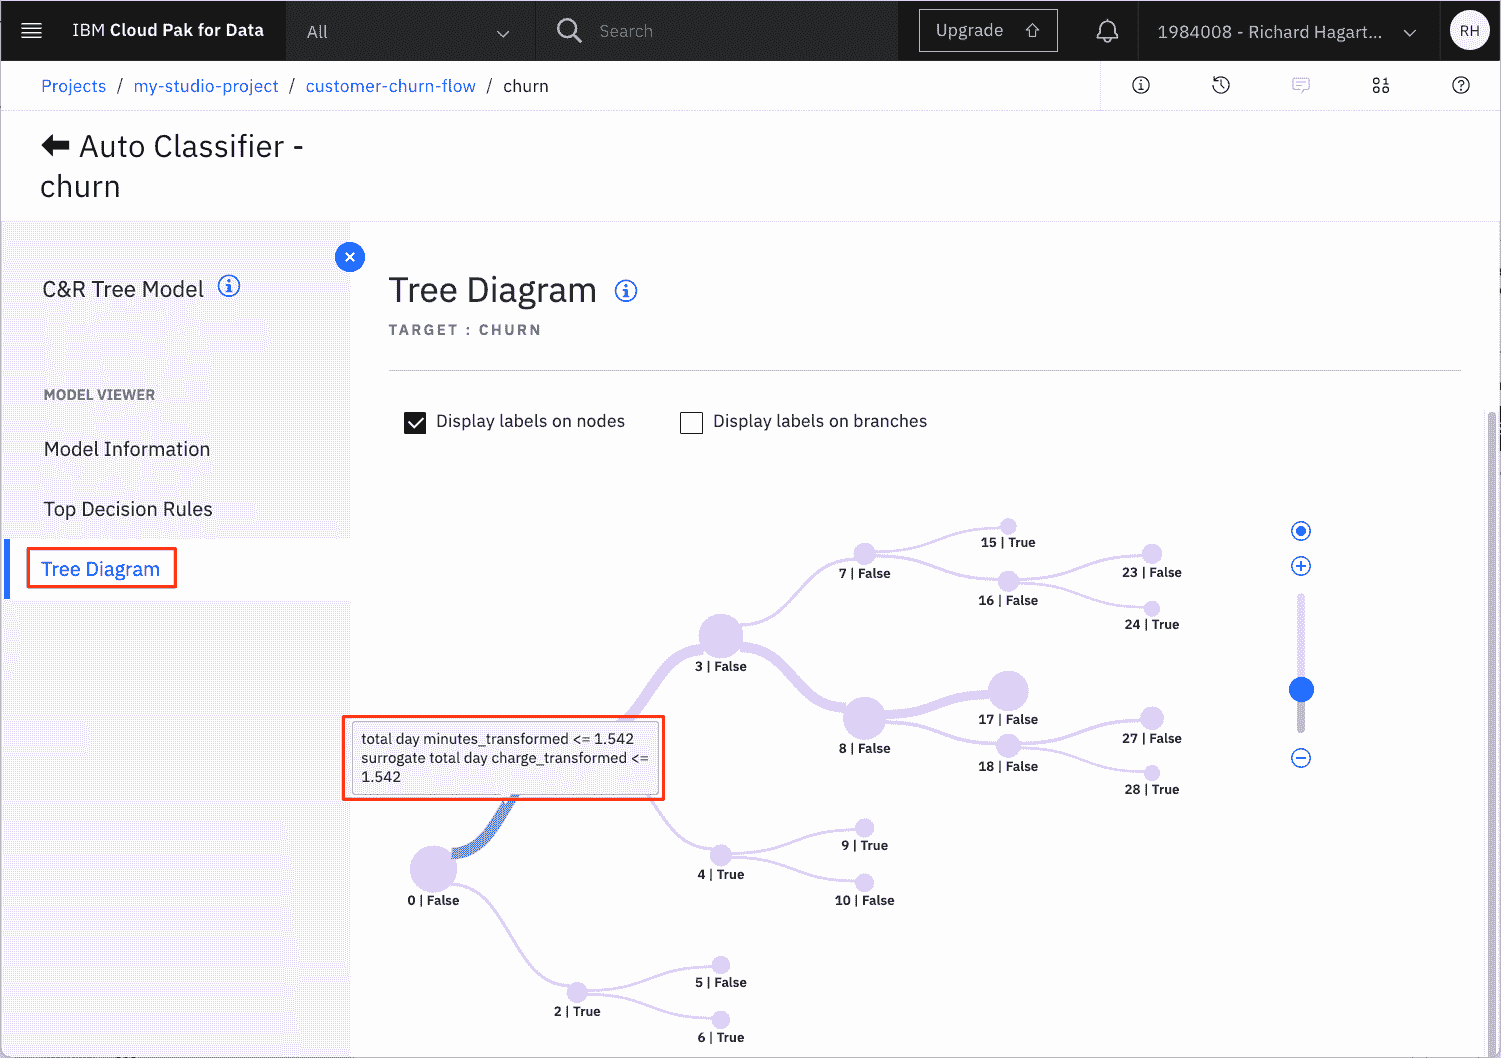 IBM Cloud Pak for Data
All
Search
Upgrade
1984008 - Richard Hagart...
RH
Projects / my-studio-project / customer-churn-flow / churn
Auto Classifier -
churn
C&R Tree Model
MODEL VIEWER
Model Information
Top Decision Rules
Tree Diagram
Tree Diagram
TARGET : CHURN
Display labels on nodes
Display labels on branches
15 | True
7 | False
23 | False
16 | False
24 | True
3 | False
17 | False
8 | False
27 | False
18 | False
28 | True
total day minutes_transformed <= 1.542
surrogate total day charge_transformed <=
1.542
9 | True
4 | True
10 | False
0 | False
5 | False
2 | True
6 | True